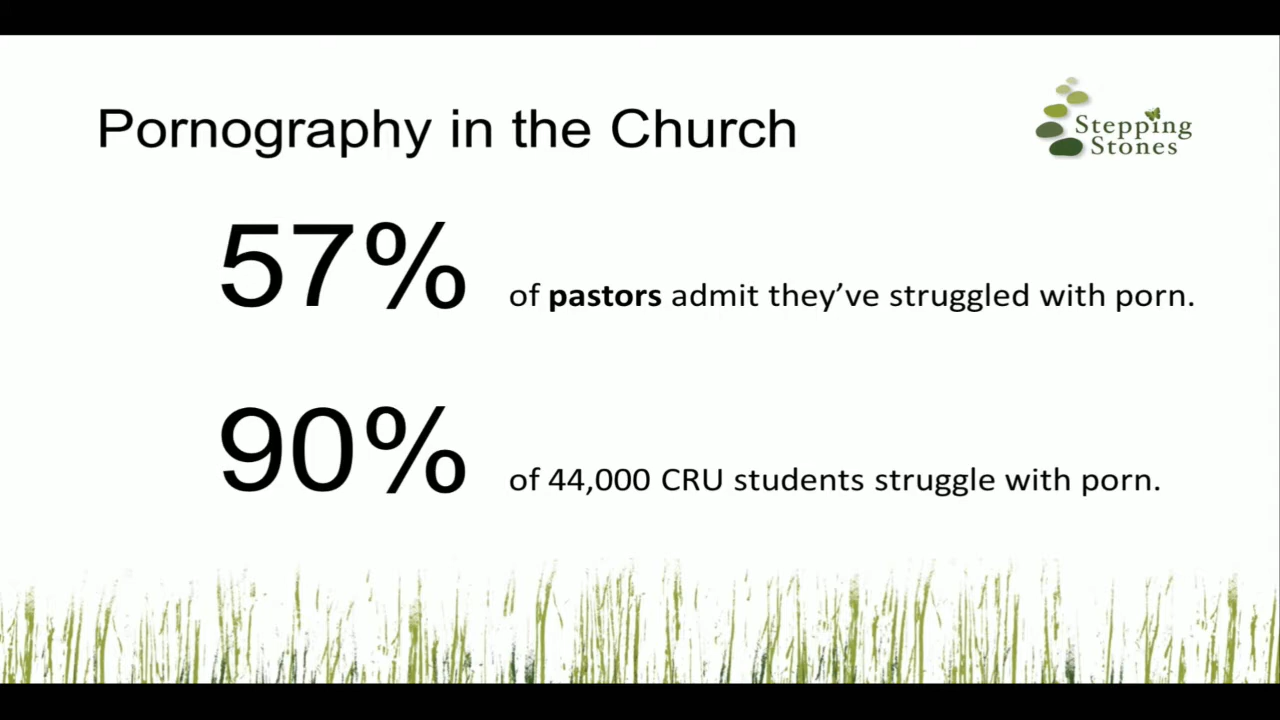 Pornography in the Church
Stepping
Stones
57% of pastors admit they’ve struggled with porn.
90% of 44,000 CRU students struggle with porn.